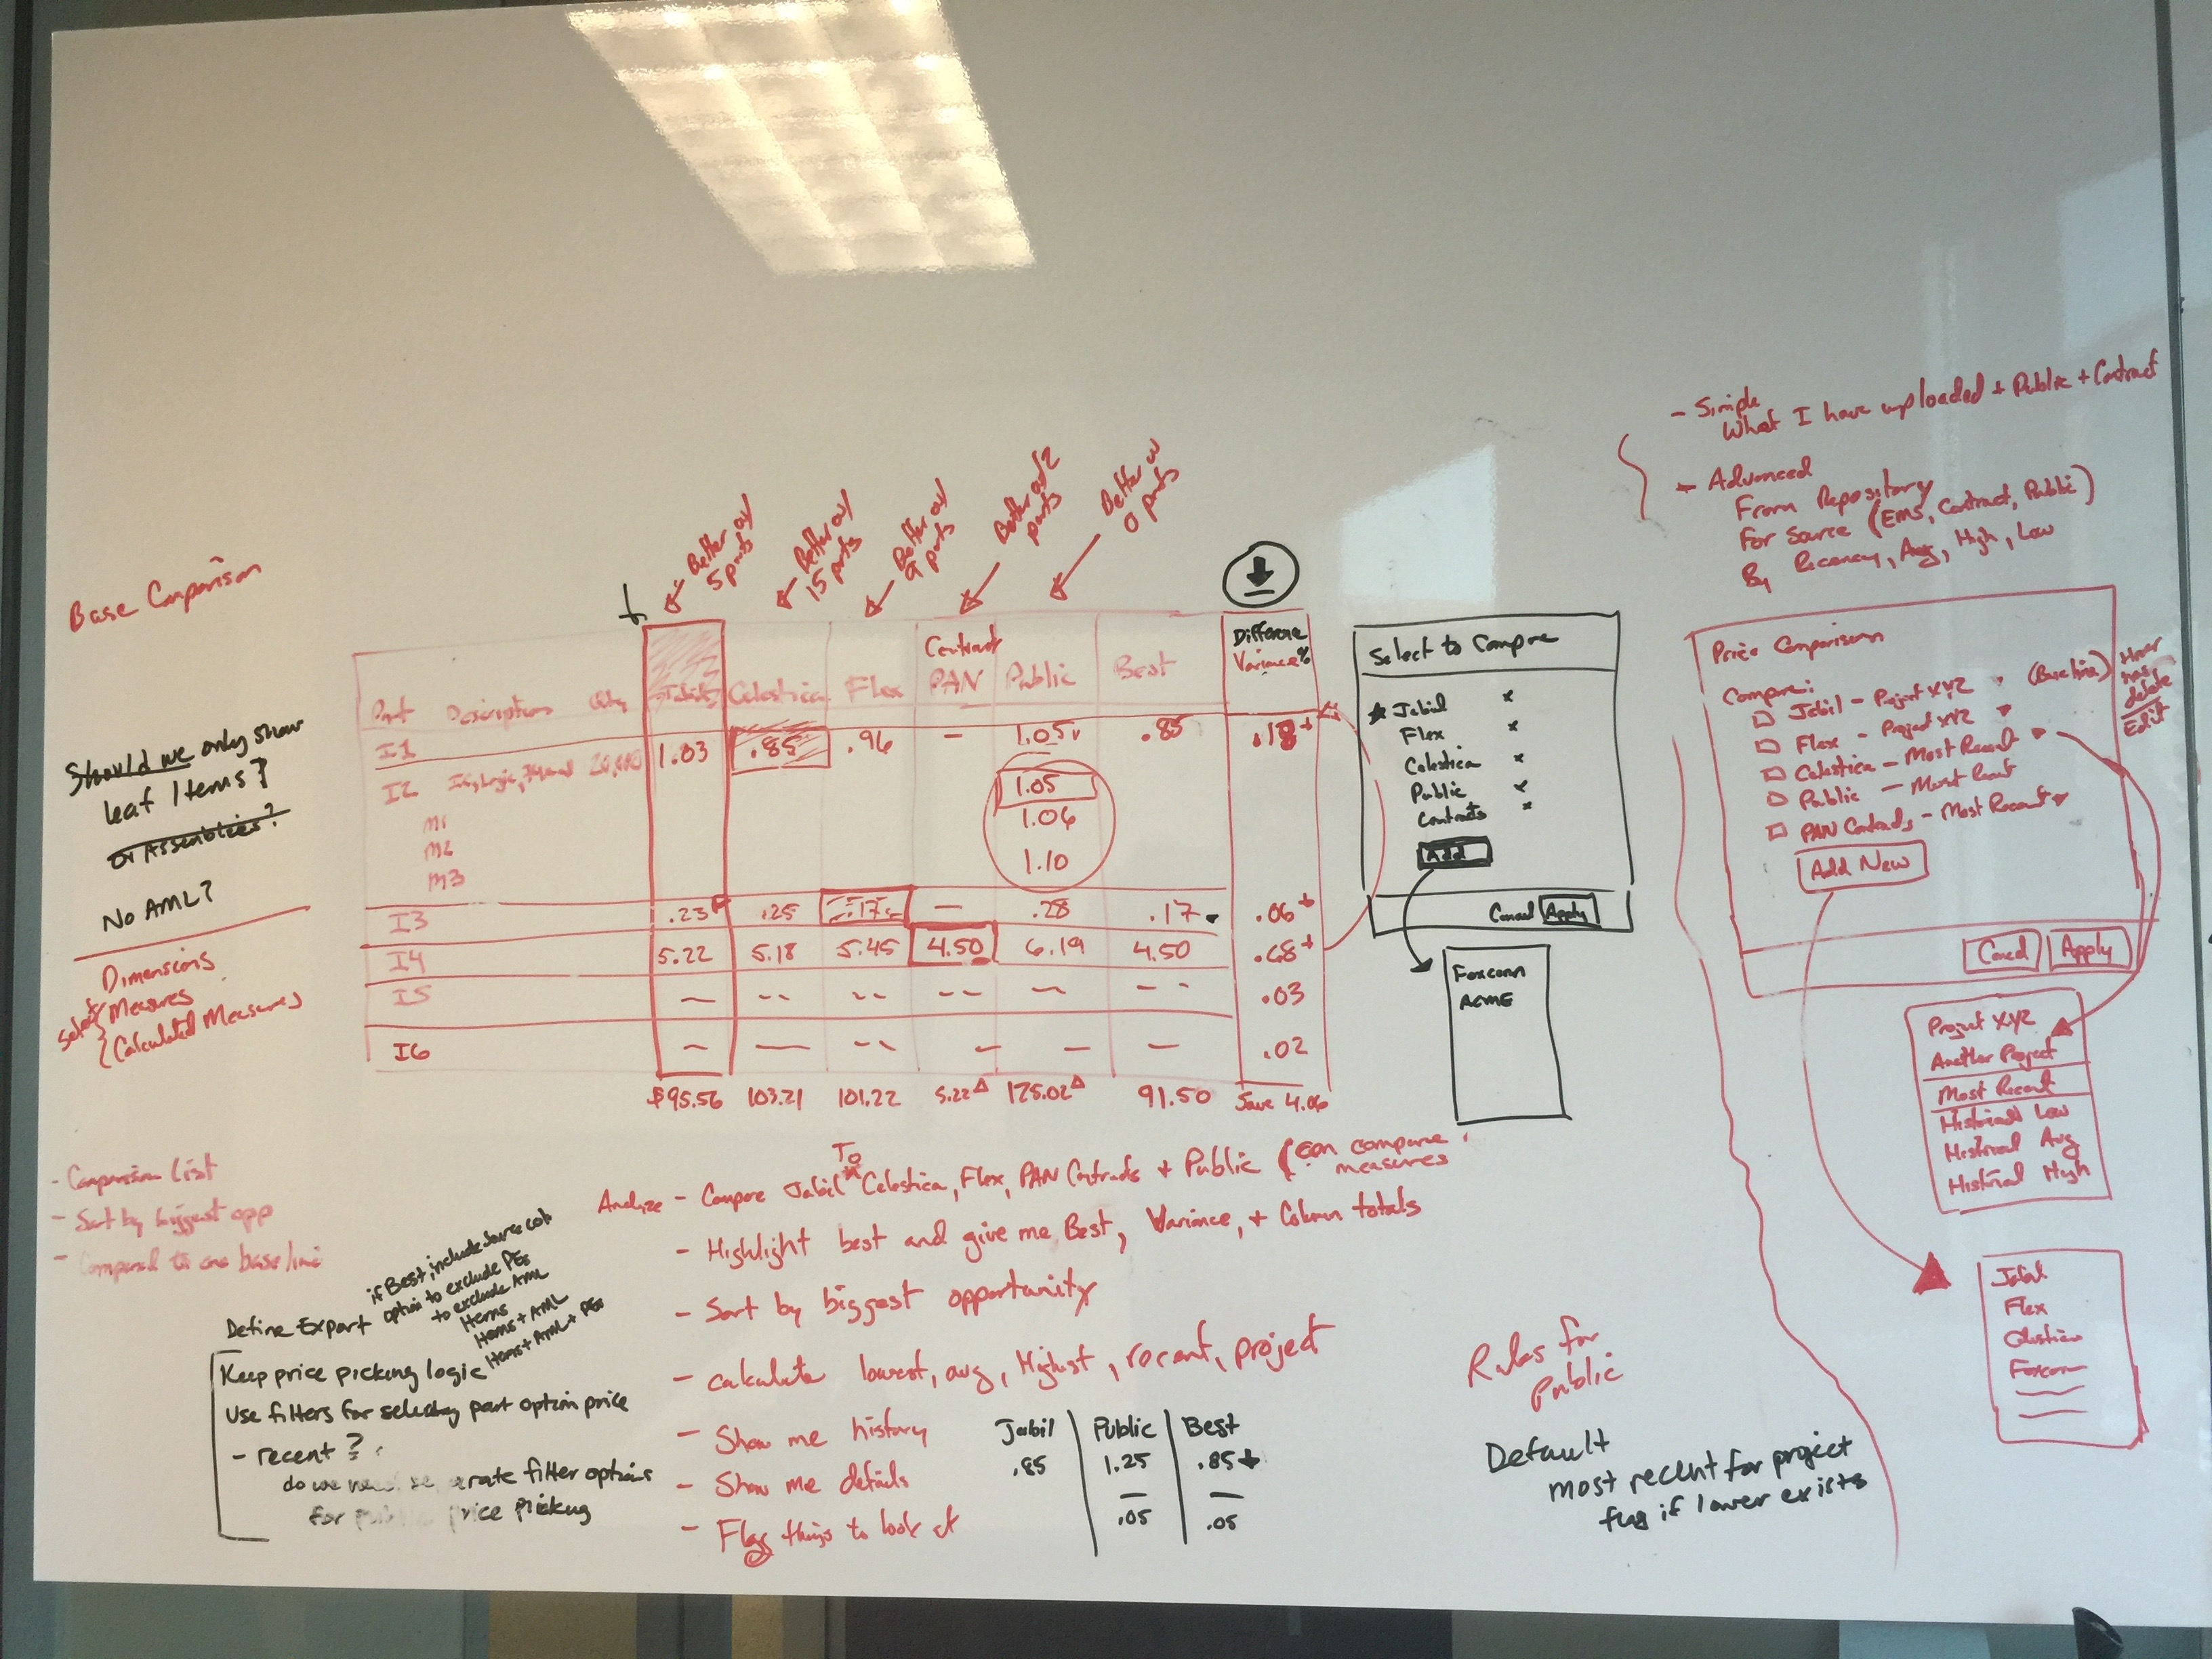 Base Comparison
Should we only show
leaf Items?
or Assemblies?
No AML?
Dimensions
Measures
Calculated Measures
- Comparison List
- Sort by biggest opp
- Compared to one baseline
Better w/
5 parts
Better w/
15 parts
Better w/
9 parts
Better w/2
parts
Better w
0 parts
Part Description Qty Jabil Celestica Flex Contract PAN Public Best Difference Variance %
I1 1.03 .85 .96 – 1.05 .85 .18
I2 20,000 1.05
M1 1.06
M2 1.10
M3
I3 .23 .25 .17 – .28 .17 .06
I4 5.22 5.18 5.45 4.50 6.19 4.50 .68
I5 – -- -- -- – -- .03
I6 – — -- – – – .02
$95.56 103.21 101.22 5.22△ 125.02△ 91.50 Save 4.06
Select to Compare
★ Jabil x
Flex x
Celestica x
Public x
Contracts x
Add
Cancel Apply
Foxconn
ACME
- Simple
What I have uploaded + Public + Contract
- Advanced
From Repository
For Source (EMS, Contract, Public)
By Recency, Avg, High, Low
Price Comparison
Compare:
Jabil - Project XYZ (Baseline)
Flex - Project XYZ
Celestica - Most Recent
Public - Most Recent
PAN Contracts - Most Recent
Add New
Cancel Apply
Hover
has
delete
Edit
Project XYZ
Another Project
Most Recent
Historical Low
Historical Avg
Historical High
Jabil
Flex
Celestica
Foxconn
Analize - Compare Jabil To Celestica, Flex, PAN Contracts + Public (can compare
measures
- Highlight best and give me Best, Variance, + Column totals
- Sort by biggest opportunity
- calculate lowest, avg, Highest, recent, project
- Show me history
- Show me details
- Flag things to look at
Define Export
if Best, include source col
option to exclude PEs
to exclude AML
Items
Items + AML
Items + AML + PEs
Keep price picking logic
Use filters for selecting part option price
- recent?
do we need separate filter options
for public price picking
Jabil Public Best
.85 1.25 .85
— —
.05 .05
Rules for
Public
Default
most recent for project
flag if lower exists